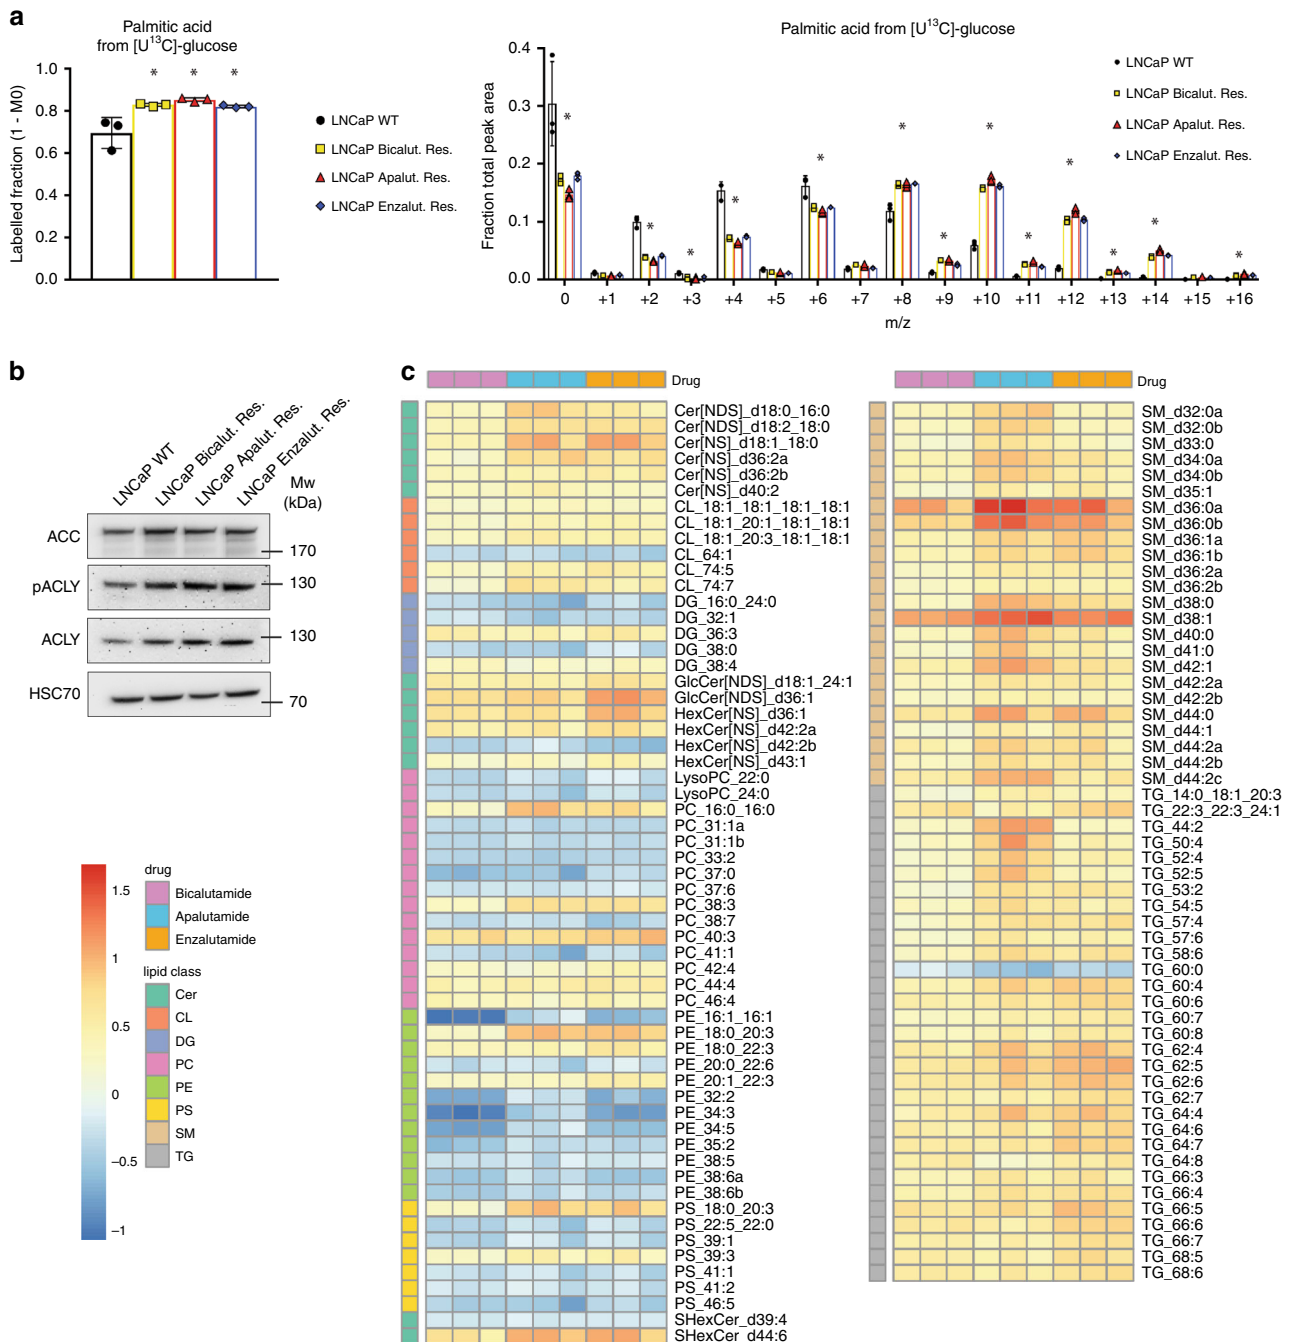 a
Palmitic acid
from [U13C]-glucose
Labelled fraction (1 - M0)
1.0
0.8
0.6
0.4
0.2
0.0
* * *
LNCaP WT
LNCaP Bicalut. Res.
LNCaP Apalut. Res.
LNCaP Enzalut. Res.
Palmitic acid from [U13C]-glucose
Fraction total peak area
0.4
0.3
0.2
0.1
0.0
* * * * * * * * * * * * * *
0 +1 +2 +3 +4 +5 +6 +7 +8 +9 +10 +11 +12 +13 +14 +15 +16
m/z
LNCaP WT
LNCaP Bicalut. Res.
LNCaP Apalut. Res.
LNCaP Enzalut. Res.
b
LNCaP WT
LNCaP Bicalut. Res.
LNCaP Apalut. Res.
LNCaP Enzalut. Res.
Mw
(kDa)
ACC
170
pACLY
130
ACLY
130
HSC70
70
c
Drug
Cer[NDS]_d18:0_16:0
Cer[NDS]_d18:2_18:0
Cer[NS]_d18:1_18:0
Cer[NS]_d36:2a
Cer[NS]_d36:2b
Cer[NS]_d40:2
CL_18:1_18:1_18:1_18:1
CL_18:1_20:1_18:1_18:1
CL_18:1_20:3_18:1_18:1
CL_64:1
CL_74:5
CL_74:7
DG_16:0_24:0
DG_32:1
DG_36:3
DG_38:0
DG_38:4
GlcCer[NDS]_d18:1_24:1
GlcCer[NDS]_d36:1
HexCer[NS]_d36:1
HexCer[NS]_d42:2a
HexCer[NS]_d42:2b
HexCer[NS]_d43:1
LysoPC_22:0
LysoPC_24:0
PC_16:0_16:0
PC_31:1a
PC_31:1b
PC_33:2
PC_37:0
PC_37:6
PC_38:3
PC_38:7
PC_40:3
PC_41:1
PC_42:4
PC_44:4
PC_46:4
PE_16:1_16:1
PE_18:0_20:3
PE_18:0_22:3
PE_20:0_22:6
PE_20:1_22:3
PE_32:2
PE_34:3
PE_34:5
PE_35:2
PE_38:5
PE_38:6a
PE_38:6b
PS_18:0_20:3
PS_22:5_22:0
PS_39:1
PS_39:3
PS_41:1
PS_41:2
PS_46:5
SHexCer_d39:4
SHexCer_d44:6
Drug
SM_d32:0a
SM_d32:0b
SM_d33:0
SM_d34:0a
SM_d34:0b
SM_d35:1
SM_d36:0a
SM_d36:0b
SM_d36:1a
SM_d36:1b
SM_d36:2a
SM_d36:2b
SM_d38:0
SM_d38:1
SM_d40:0
SM_d41:0
SM_d42:1
SM_d42:2a
SM_d42:2b
SM_d44:0
SM_d44:1
SM_d44:2a
SM_d44:2b
SM_d44:2c
TG_14:0_18:1_20:3
TG_22:3_22:3_24:1
TG_44:2
TG_50:4
TG_52:4
TG_52:5
TG_53:2
TG_54:5
TG_57:4
TG_57:6
TG_58:6
TG_60:0
TG_60:4
TG_60:6
TG_60:7
TG_60:8
TG_62:4
TG_62:5
TG_62:6
TG_62:7
TG_64:4
TG_64:6
TG_64:7
TG_64:8
TG_66:3
TG_66:4
TG_66:5
TG_66:6
TG_66:7
TG_68:5
TG_68:6
1.5
1
0.5
0
−0.5
−1
drug
Bicalutamide
Apalutamide
Enzalutamide
lipid class
Cer
CL
DG
PC
PE
PS
SM
TG